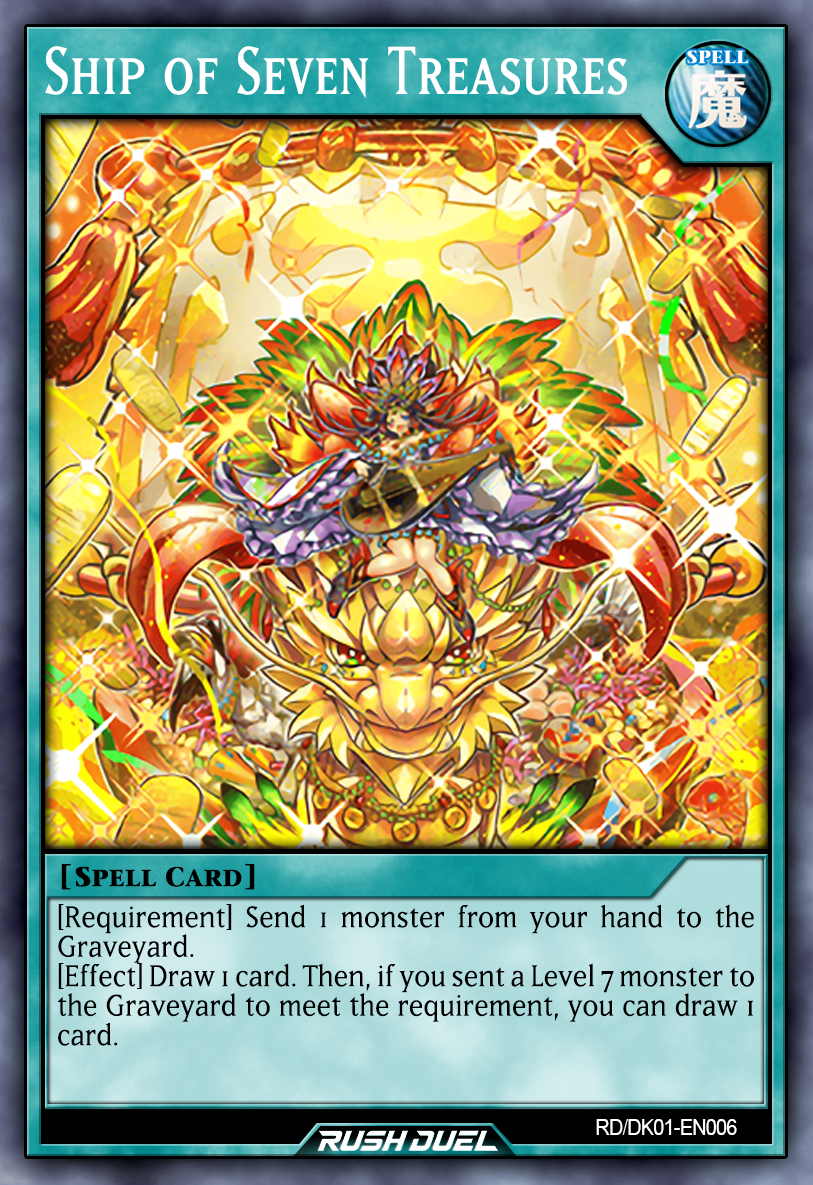 Ship of Seven Treasures
SPELL
魔
[Spell Card]
[Requirement] Send 1 monster from your hand to the
Graveyard.
[Effect] Draw 1 card. Then, if you sent a Level 7 monster to
the Graveyard to meet the requirement, you can draw 1
card.
RD/DK01-EN006
RUSH DUEL